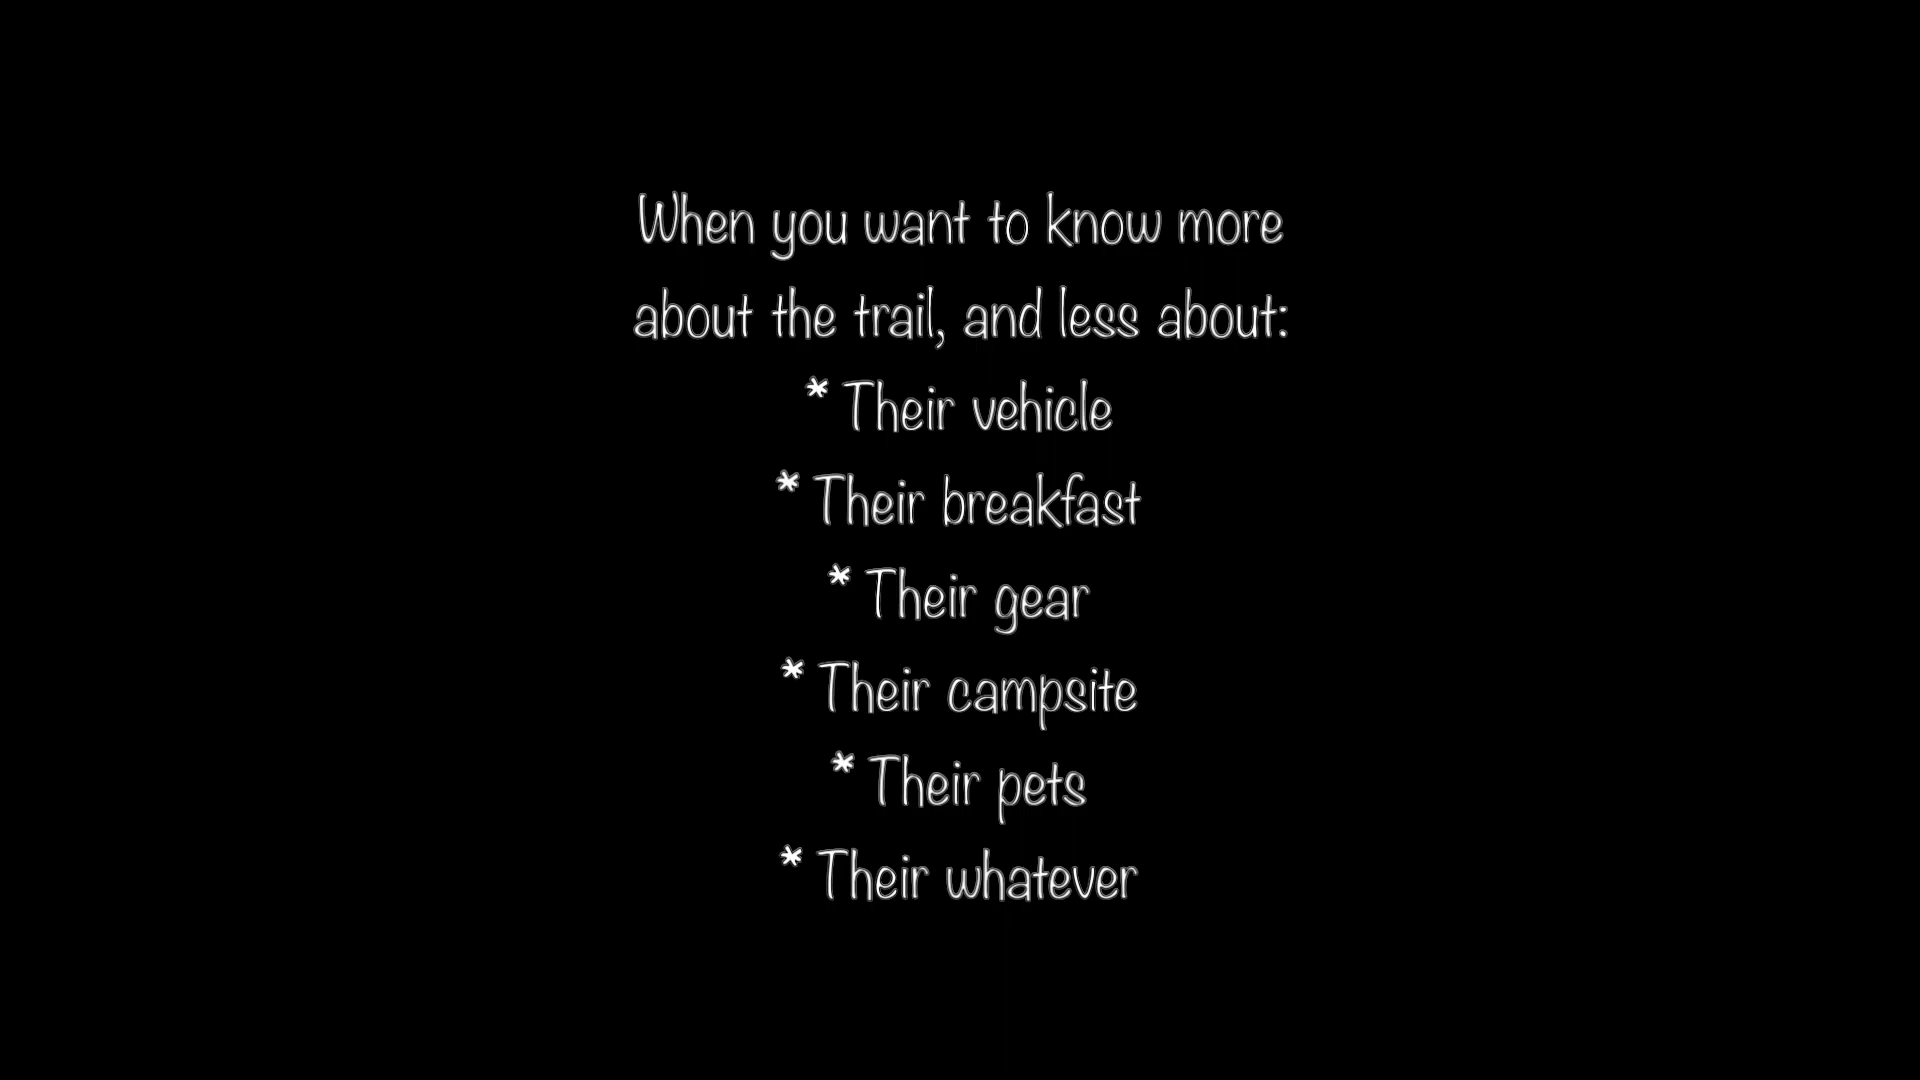 When you want to know more
about the trail, and less about:
* Their vehicle
* Their breakfast
* Their gear
* Their campsite
* Their pets
* Their whatever